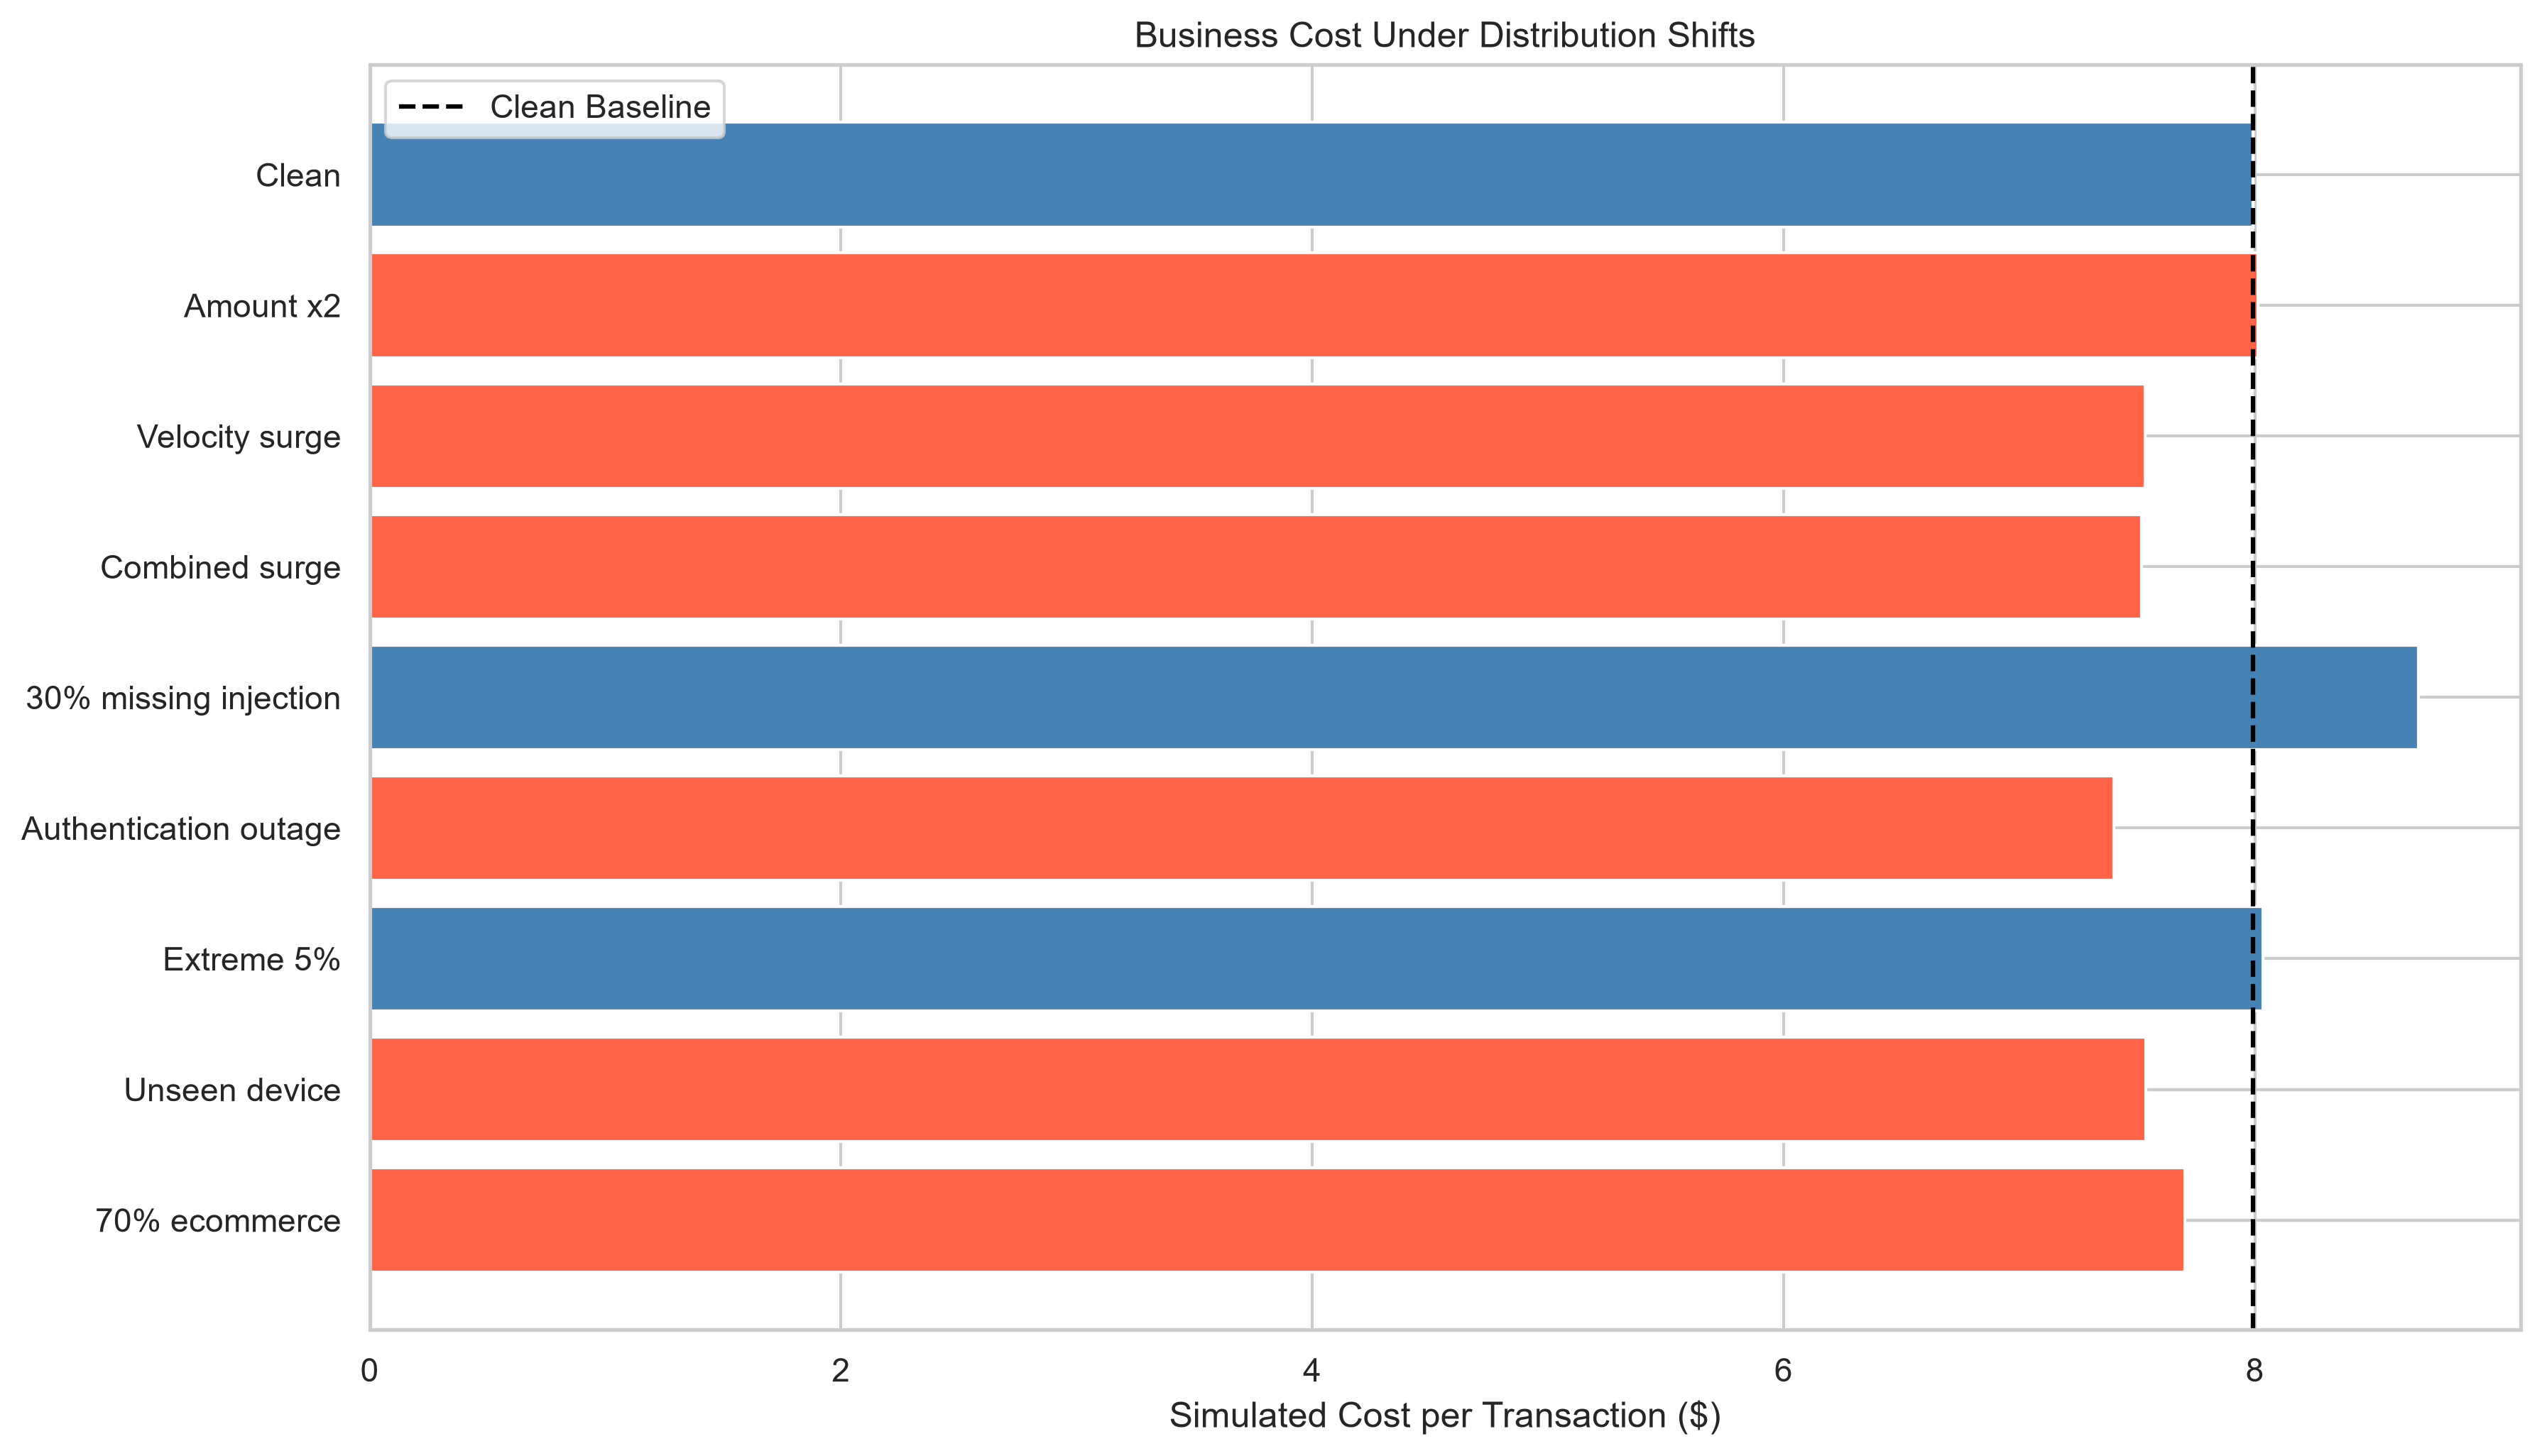 Business Cost Under Distribution Shifts
Clean Baseline
Clean
Amount x2
Velocity surge
Combined surge
30% missing injection
Authentication outage
Extreme 5%
Unseen device
70% ecommerce
0 2 4 6 8
Simulated Cost per Transaction ($)